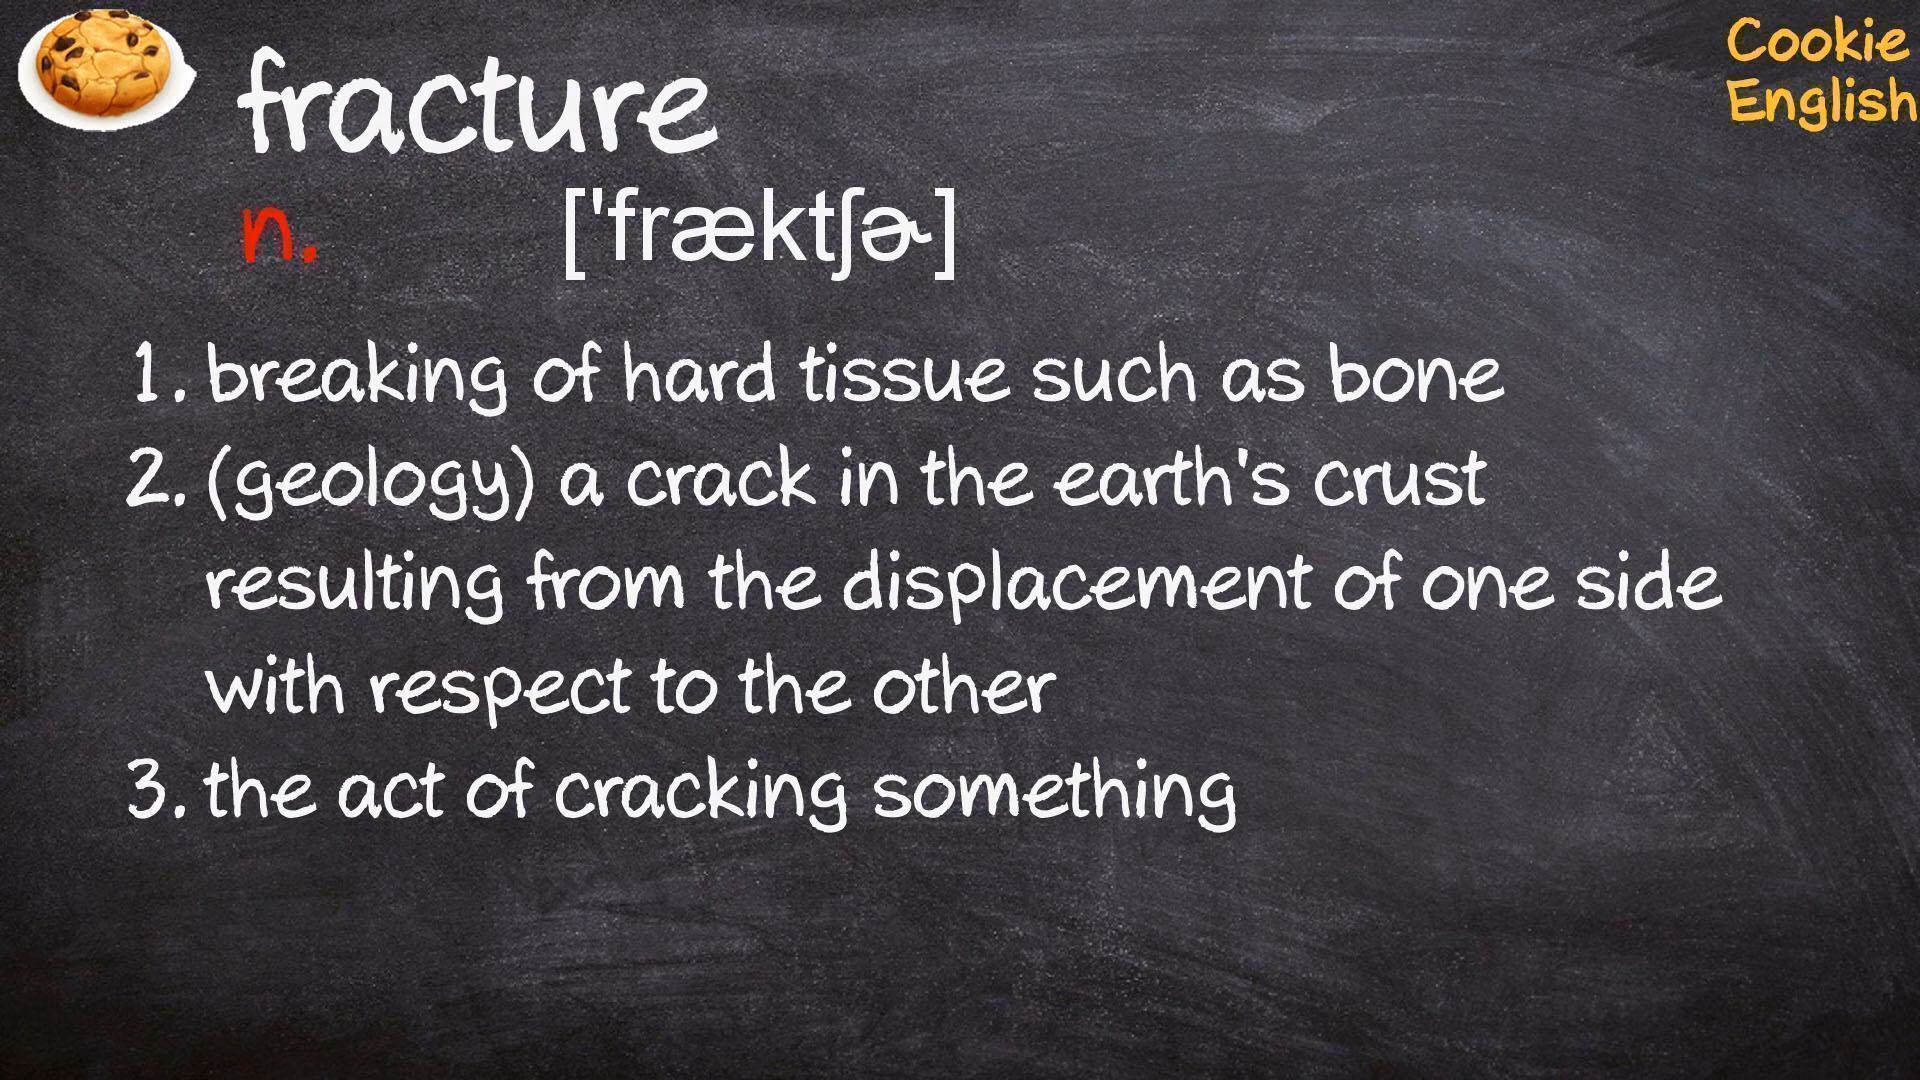 Cookie
English
fracture
n. ['fræktʃɚ]
1. breaking of hard tissue such as bone
2. (geology) a crack in the earth's crust
resulting from the displacement of one side
with respect to the other
3. the act of cracking something